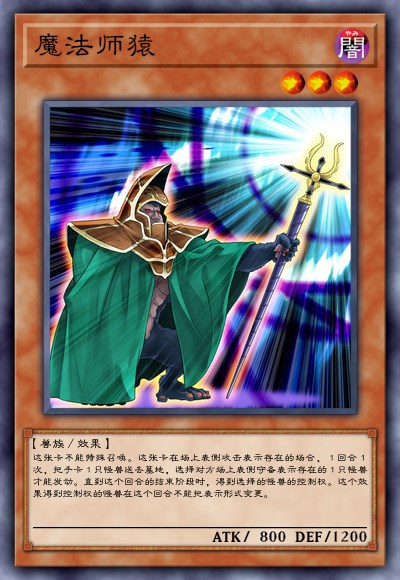 魔法师猿
やみ
闇
【兽族/效果】
这张卡不能特殊召唤。这张卡在场上表侧攻击表示存在的场合，1回合1
次，把手卡1只怪兽送去墓地，选择对方场上表侧守备表示存在的1只怪兽
才能发动。直到这个回合的结束阶段时，得到选择的怪兽的控制权。这个效
果得到控制权的怪兽在这个回合不能把表示形式变更。
ATK/ 800 DEF/1200